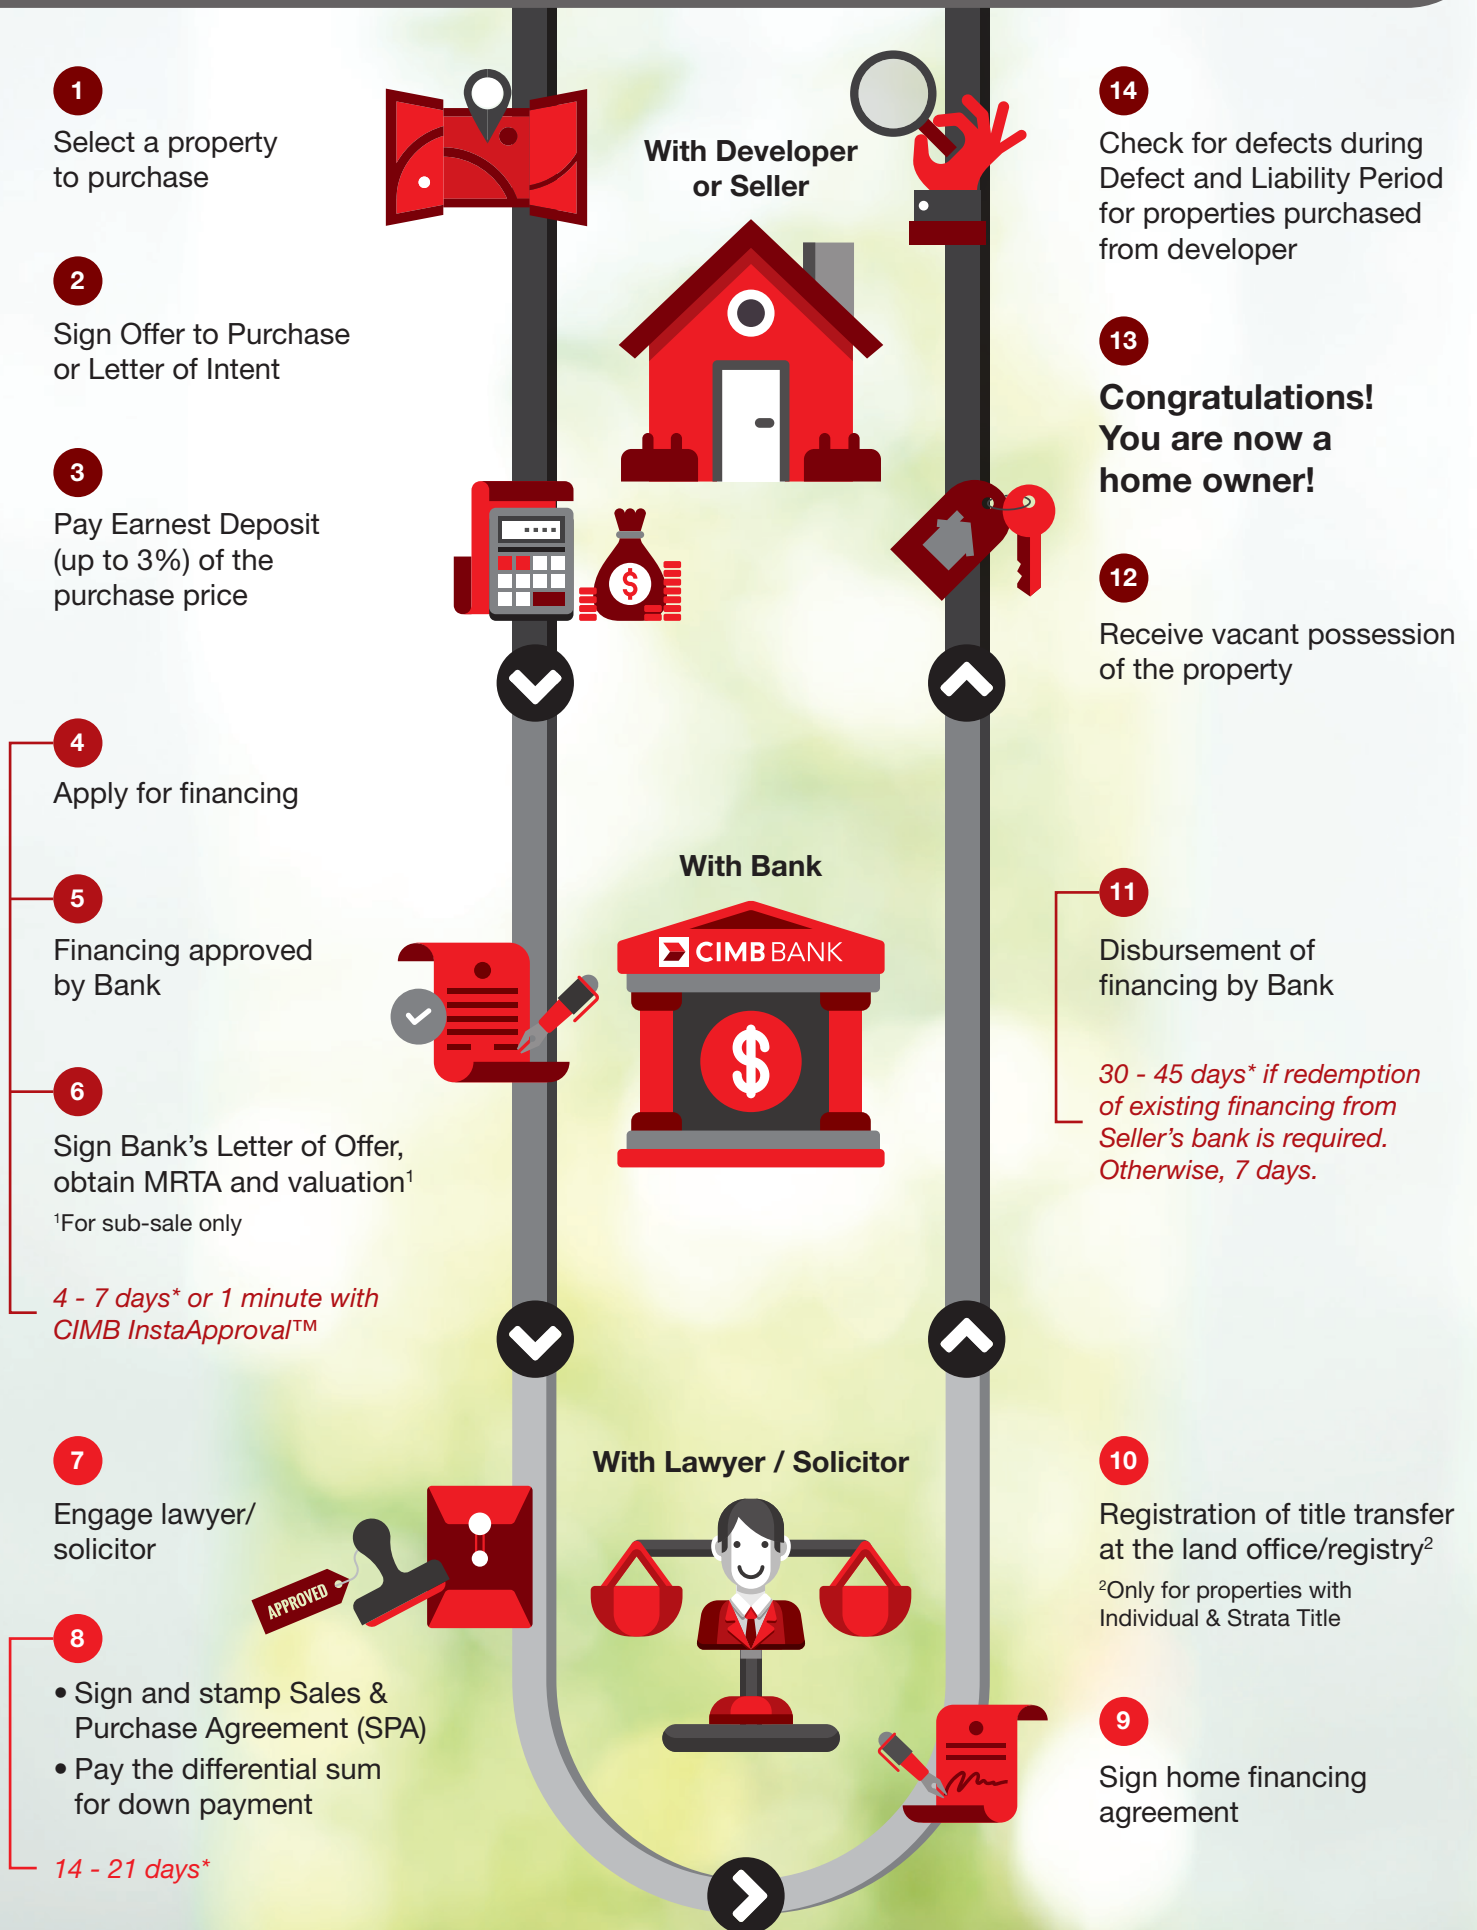 1
Select a property
to purchase
2
Sign Offer to Purchase
or Letter of Intent
3
Pay Earnest Deposit
(up to 3%) of the
purchase price
With Developer
or Seller
$
4
Apply for financing
5
Financing approved
by Bank
6
Sign Bank’s Letter of Offer,
obtain MRTA and valuation¹
¹For sub-sale only
4 - 7 days* or 1 minute with
CIMB InstaApproval™
With Bank
CIMB BANK
$
7
Engage lawyer/
solicitor
APPROVED
8
• Sign and stamp Sales &
Purchase Agreement (SPA)
• Pay the differential sum
for down payment
14 - 21 days*
With Lawyer / Solicitor
9
Sign home financing
agreement
10
Registration of title transfer
at the land office/registry²
²Only for properties with
Individual & Strata Title
11
Disbursement of
financing by Bank
30 - 45 days* if redemption
of existing financing from
Seller’s bank is required.
Otherwise, 7 days.
12
Receive vacant possession
of the property
13
Congratulations!
You are now a
home owner!
14
Check for defects during
Defect and Liability Period
for properties purchased
from developer